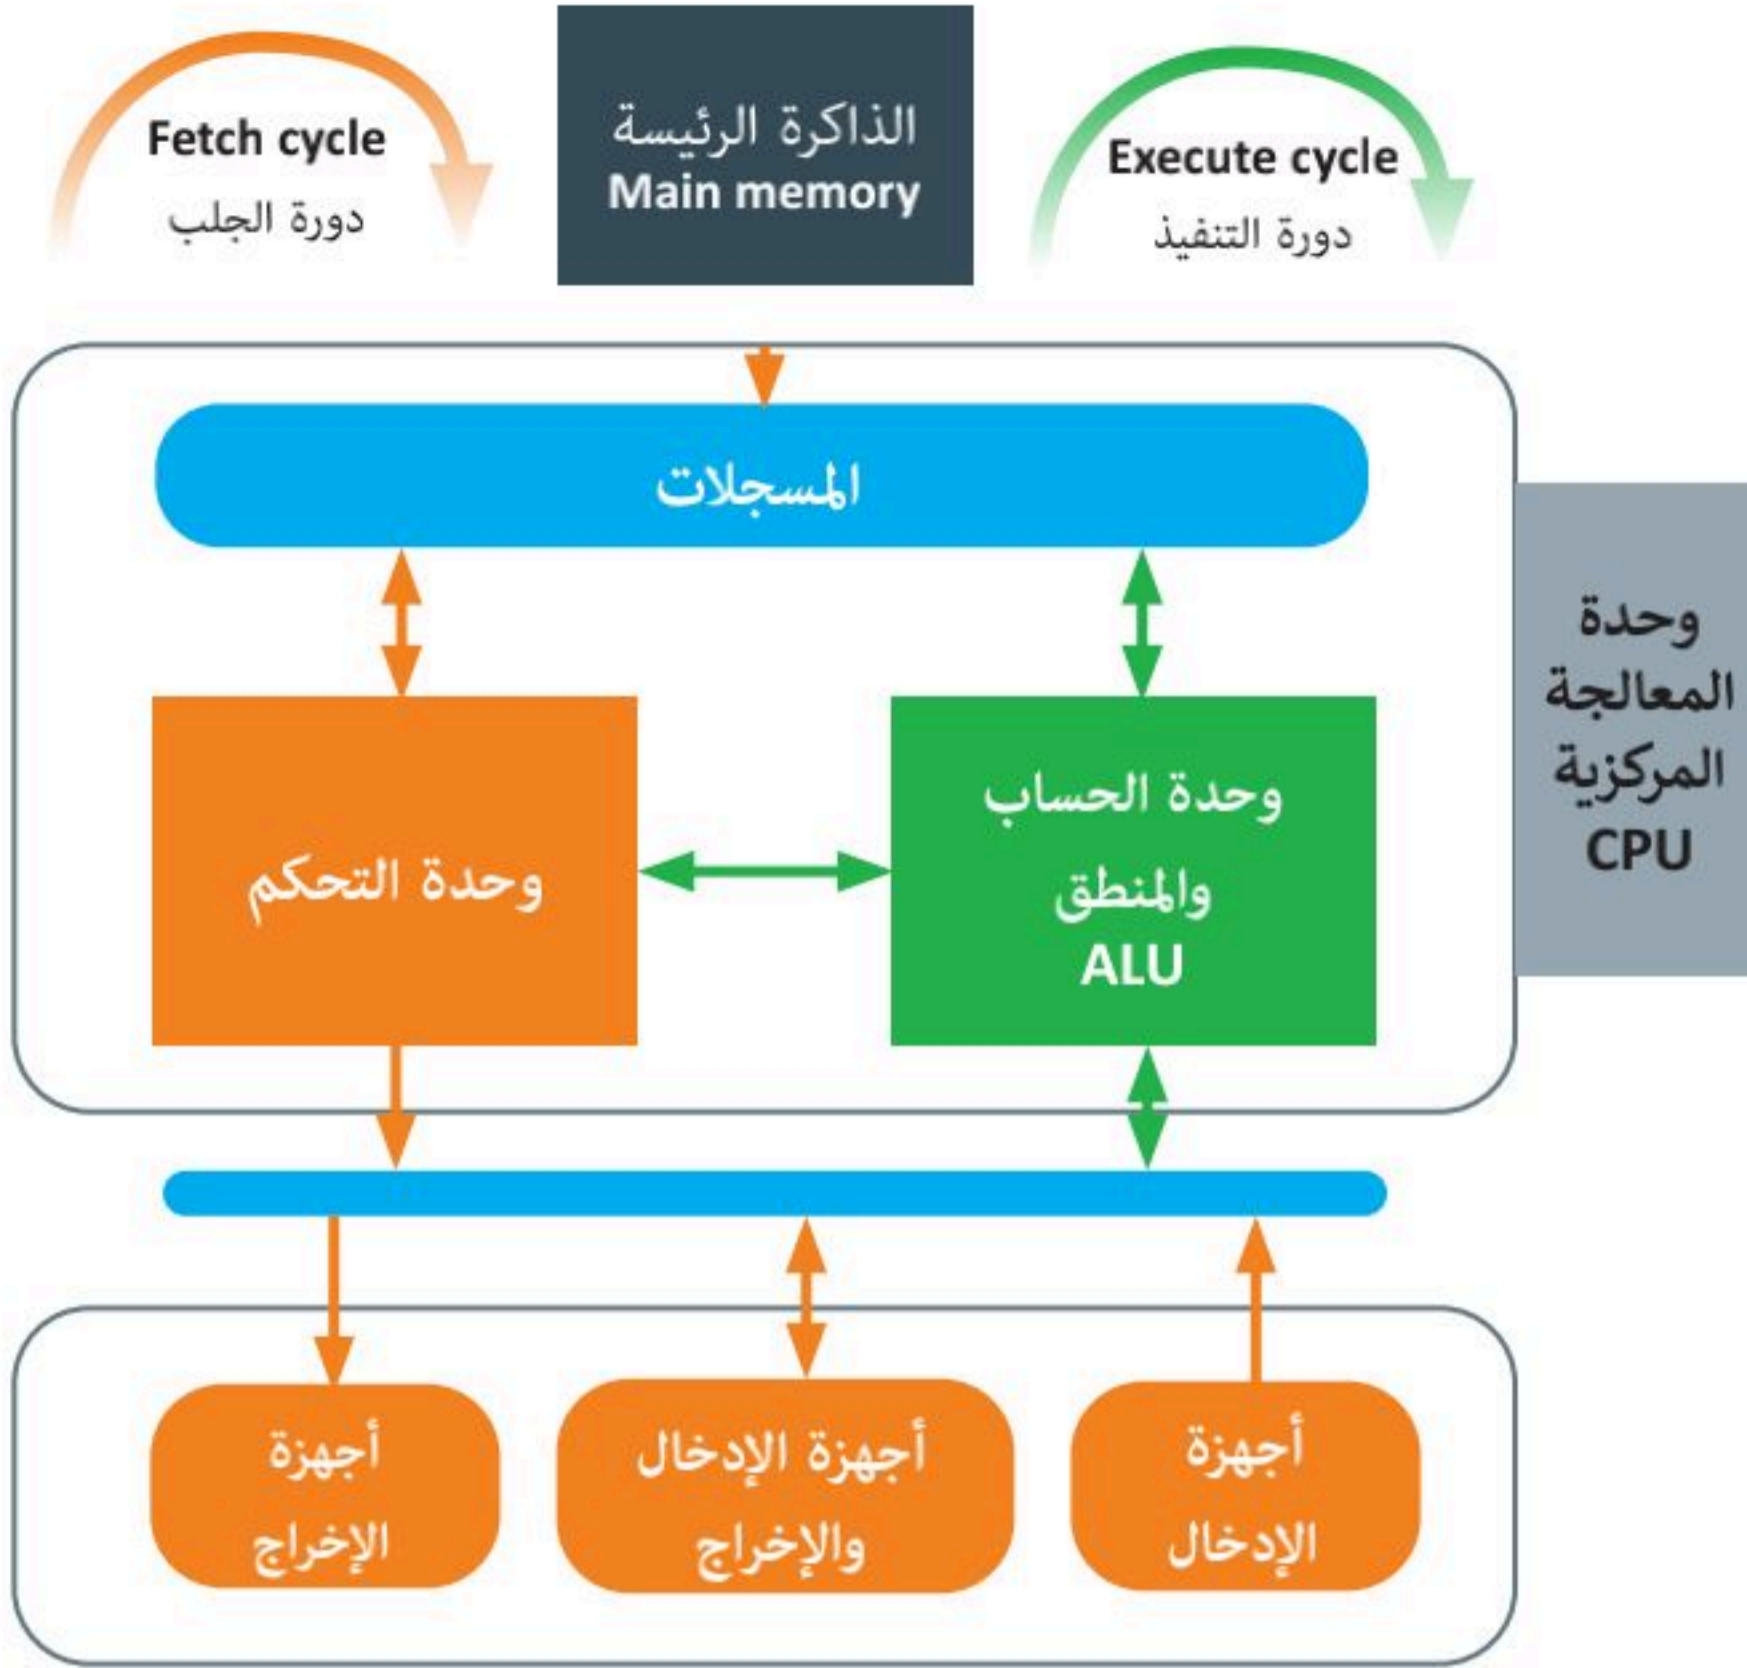 Fetch cycle
دورة الجلب
الذاكرة الرئيسة
Main memory
Execute cycle
دورة التنفيذ
المسجلات
وحدة
المعالجة
المركزية
CPU
وحدة التحكم
وحدة الحساب
والمنطق
ALU
أجهزة
الإخراج
أجهزة الإدخال
والإخراج
أجهزة
الإدخال